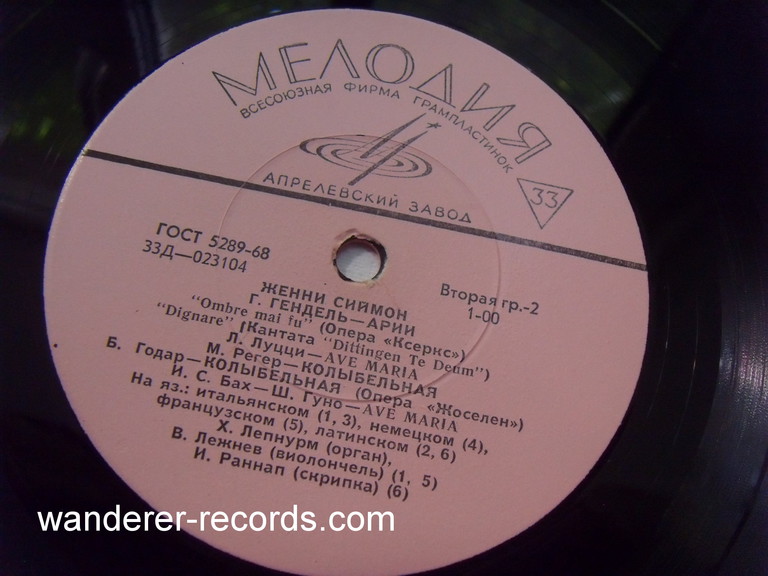 МЕЛОДИЯ
ВСЕСОЮЗНАЯ ФИРМА ГРАМПЛАСТИНОК
33
АПРЕЛЕВСКИЙ ЗАВОД
ГОСТ 5289-68
33Д—023104
Вторая гр.-2
1-00
ЖЕННИ СИЙМОН
Г. ГЕНДЕЛЬ—АРИИ
"Ombre mai fu" (Опера «Ксеркс»)
"Dignare" (Кантата "Dittingen Te Deum")
Л. Луцци—AVE MARIA
М. Регер—КОЛЫБЕЛЬНАЯ
Б. Годар—КОЛЫБЕЛЬНАЯ (Опера «Жоселен»)
И. С. Бах—Ш. Гуно—AVE MARIA
На яз.: итальянском (1, 3), немецком (4),
французском (5), латинском (2, 6)
Х. Лепнурм (орган),
В. Лежнев (виолончель) (1, 5)
И. Раннап (скрипка) (6)
wanderer-records.com